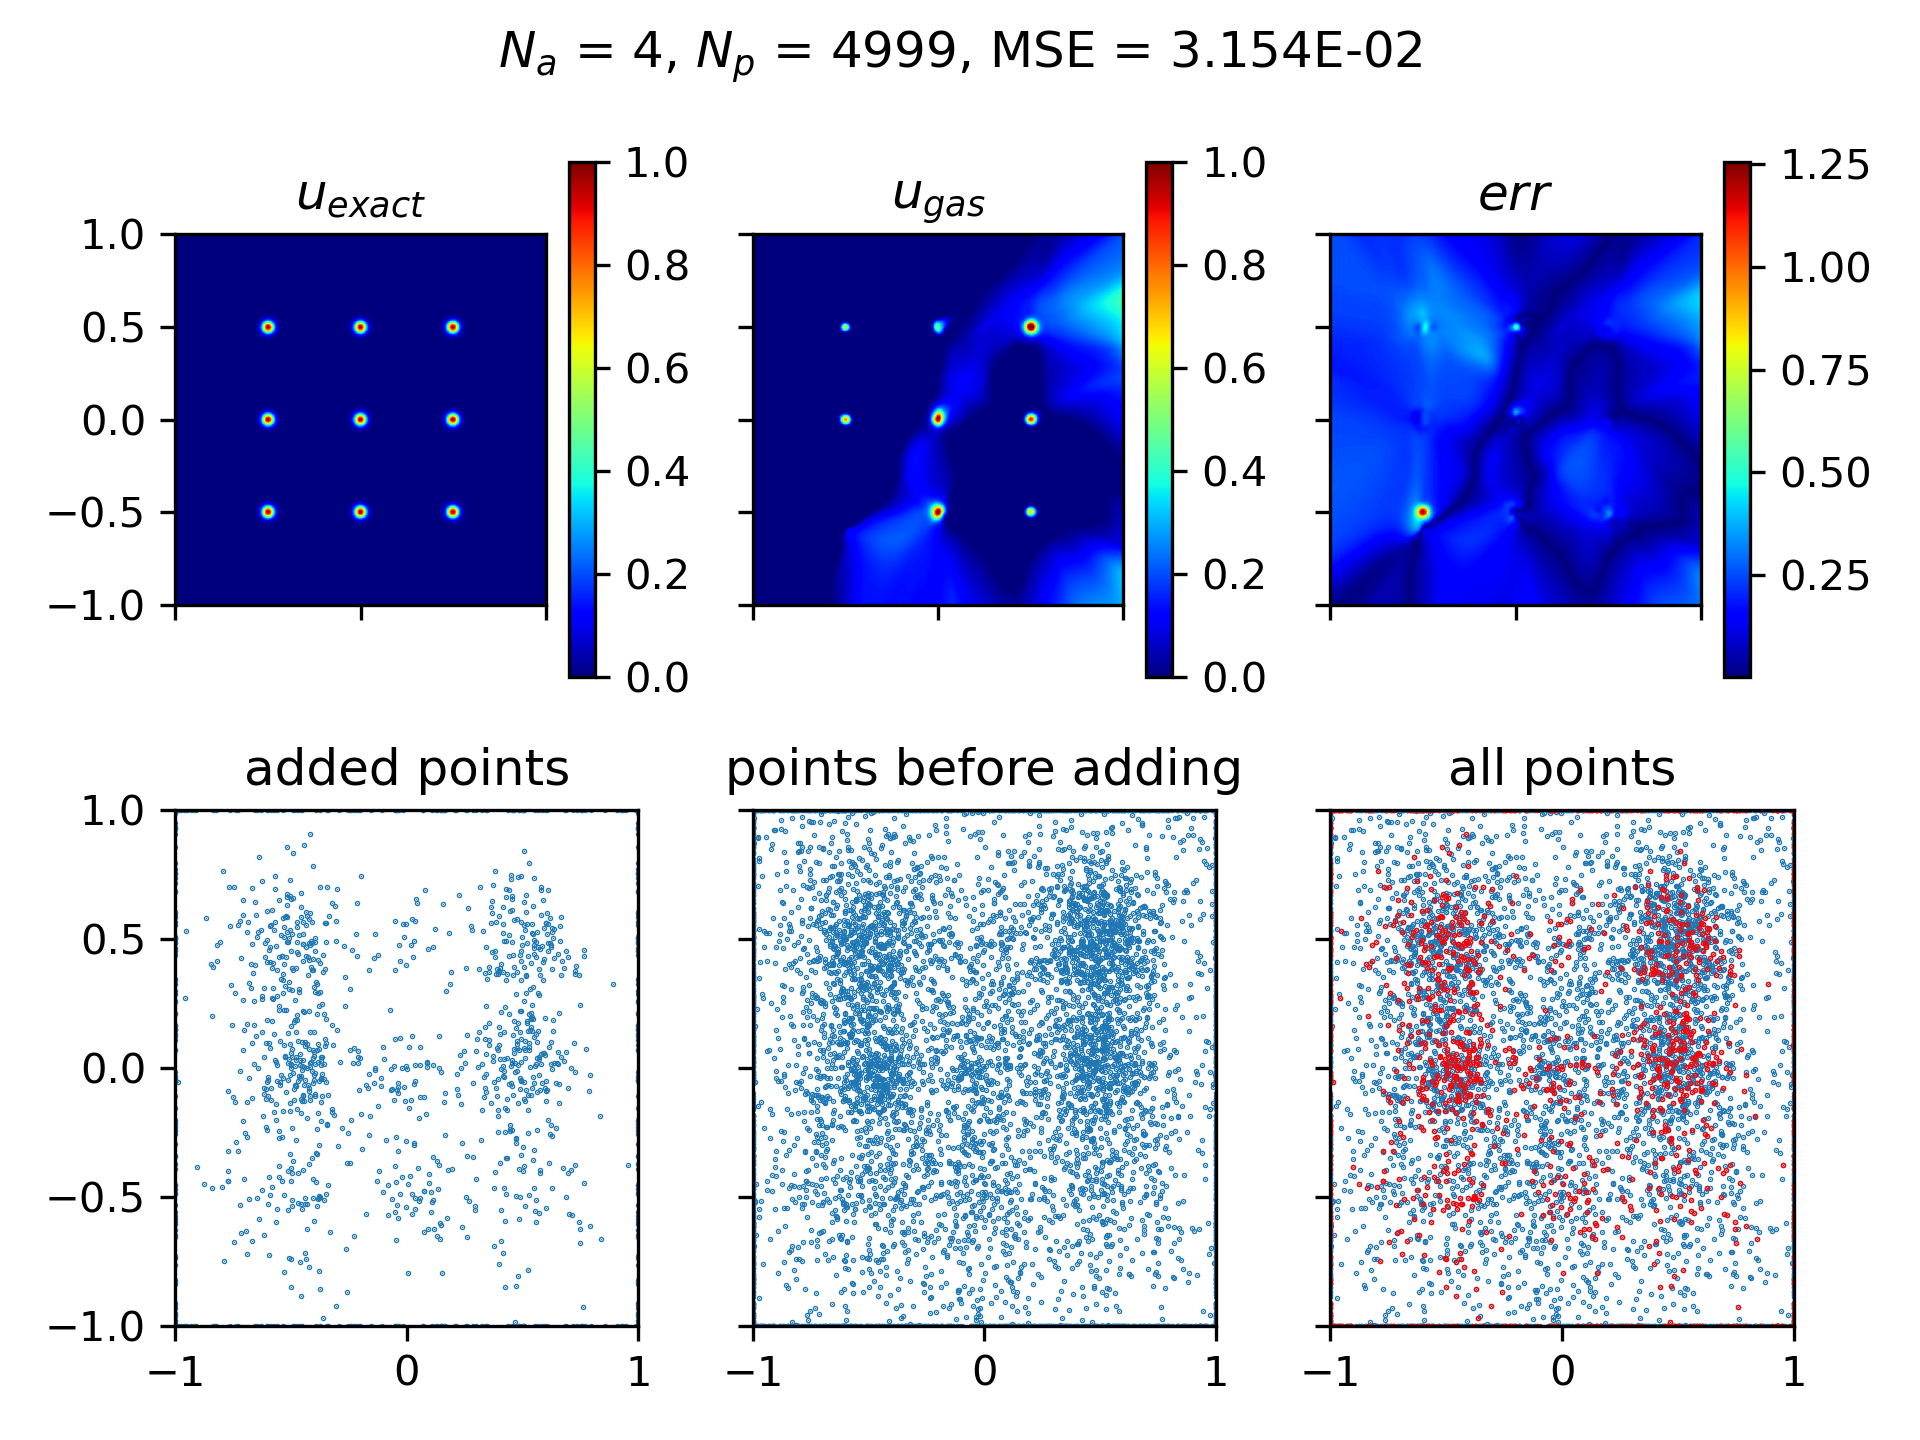 N_a = 4, N_p = 4999, MSE = 3.154E-02
u_exact
u_gas
err
1.0
0.5
0.0
−0.5
−1.0
1.0
0.8
0.6
0.4
0.2
0.0
1.0
0.8
0.6
0.4
0.2
0.0
1.25
1.00
0.75
0.50
0.25
added points
points before adding
all points
1.0
0.5
0.0
−0.5
−1.0
−1 0 1
−1 0 1
−1 0 1